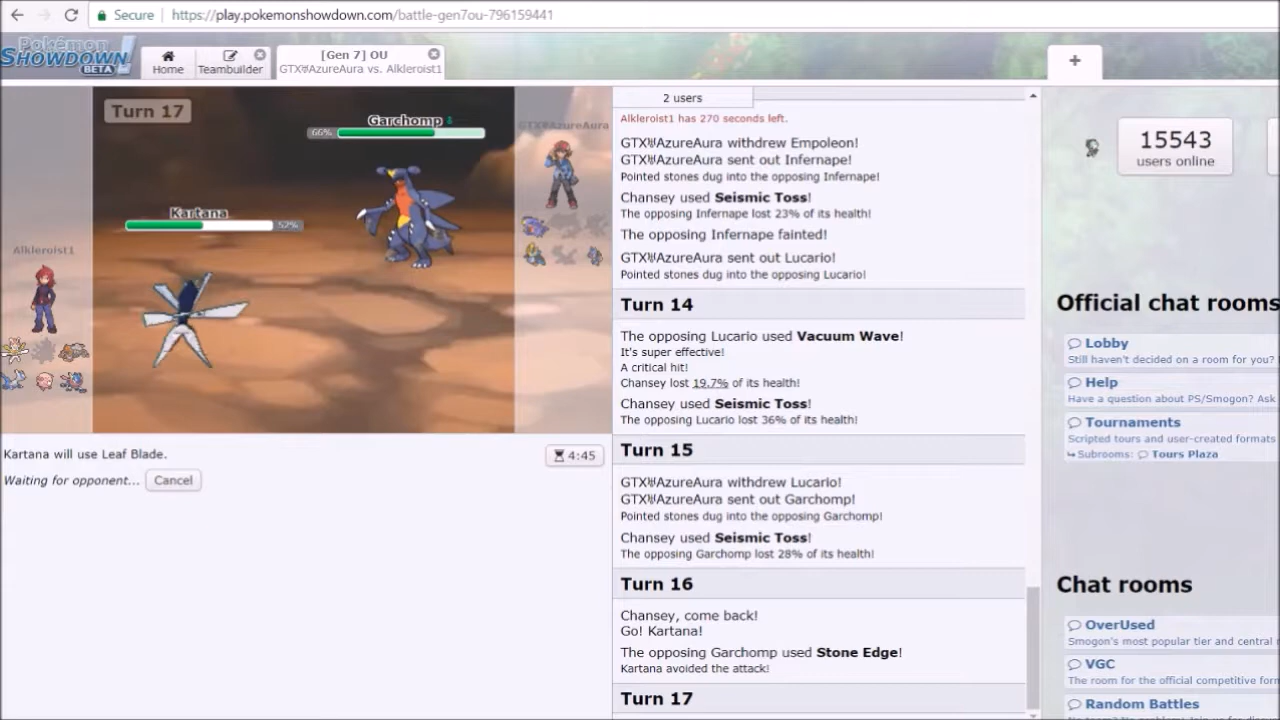 Secure
https://play.pokemonshowdown.com/battle-gen7ou-796159441
Pokémon
SHOWDOWN!
BETA
Home
Teambuilder
[Gen 7] OU
GTX\|/AzureAura vs. Alkleroist1
+
Turn 17
Garchomp
66%
GTX\|/AzureAura
Kartana
52%
Alkleroist1
Kartana will use Leaf Blade.
4:45
Waiting for opponent...
Cancel
2 users
Alkleroist1 has 270 seconds left.
GTX\|/AzureAura withdrew Empoleon!
GTX\|/AzureAura sent out Infernape!
Pointed stones dug into the opposing Infernape!
Chansey used Seismic Toss!
The opposing Infernape lost 23% of its health!
The opposing Infernape fainted!
GTX\|/AzureAura sent out Lucario!
Pointed stones dug into the opposing Lucario!
Turn 14
The opposing Lucario used Vacuum Wave!
It's super effective!
A critical hit!
Chansey lost 19.7% of its health!
Chansey used Seismic Toss!
The opposing Lucario lost 36% of its health!
Turn 15
GTX\|/AzureAura withdrew Lucario!
GTX\|/AzureAura sent out Garchomp!
Pointed stones dug into the opposing Garchomp!
Chansey used Seismic Toss!
The opposing Garchomp lost 28% of its health!
Turn 16
Chansey, come back!
Go! Kartana!
The opposing Garchomp used Stone Edge!
Kartana avoided the attack!
Turn 17
15543
users online
Official chat rooms
Lobby
Still haven't decided on a room for you?
Help
Have a question about PS/Smogon? Ask
Tournaments
Scripted tours and user-created formats
Subrooms: Tours Plaza
Chat rooms
OverUsed
Smogon's most popular tier and central
VGC
The room for the official competitive form
Random Battles